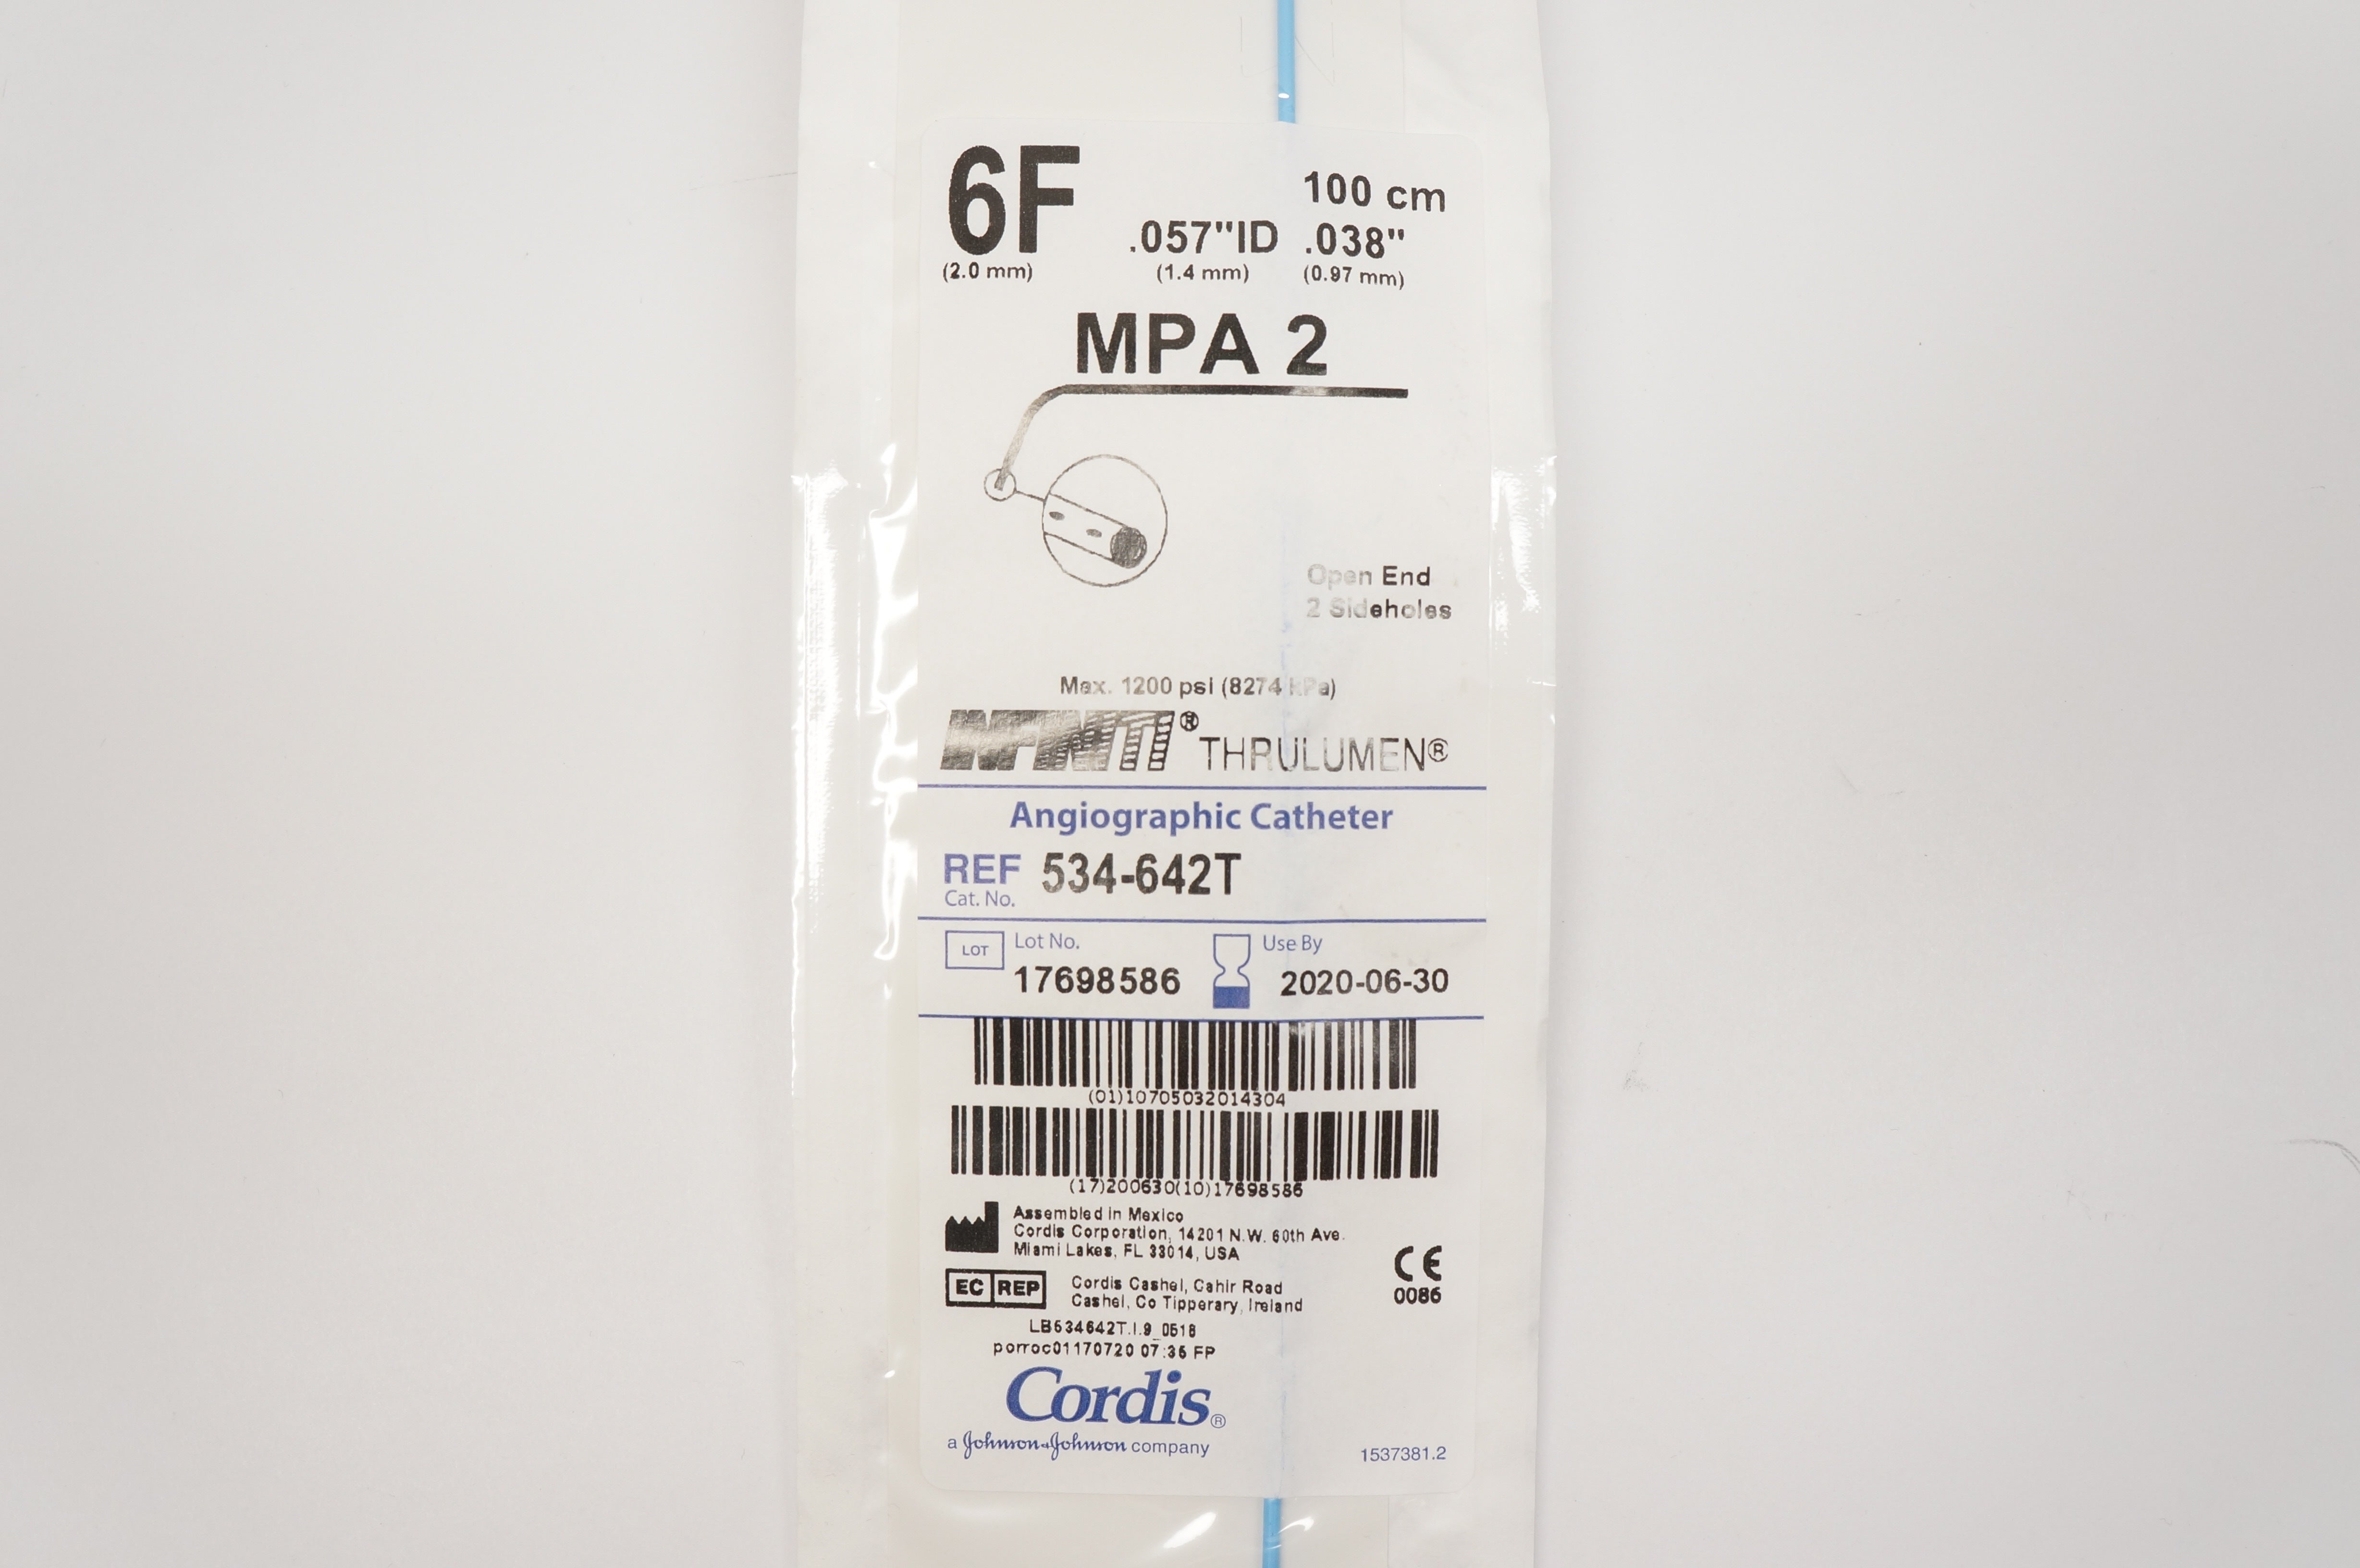 6F
(2.0 mm)
.057"ID
(1.4 mm)
100 cm
.038"
(0.97 mm)
MPA 2
Open End
2 Sideholes
Max. 1200 psi (8274 kPa)
INFINITI® THRULUMEN®
Angiographic Catheter
REF 534-642T
Cat. No.
LOT Lot No. 17698586
Use By 2020-06-30
(01)10705032014304
(17)200630(10)17698586
Assembled in Mexico
Cordis Corporation, 14201 N.W. 60th Ave.
Miami Lakes, FL 33014, USA
EC REP
Cordis Cashel, Cahir Road
Cashel, Co Tipperary, Ireland
CE
0086
LB534642T.I.9_0516
porroc01170720 07:35 FP
Cordis®
a Johnson & Johnson company
1537381.2